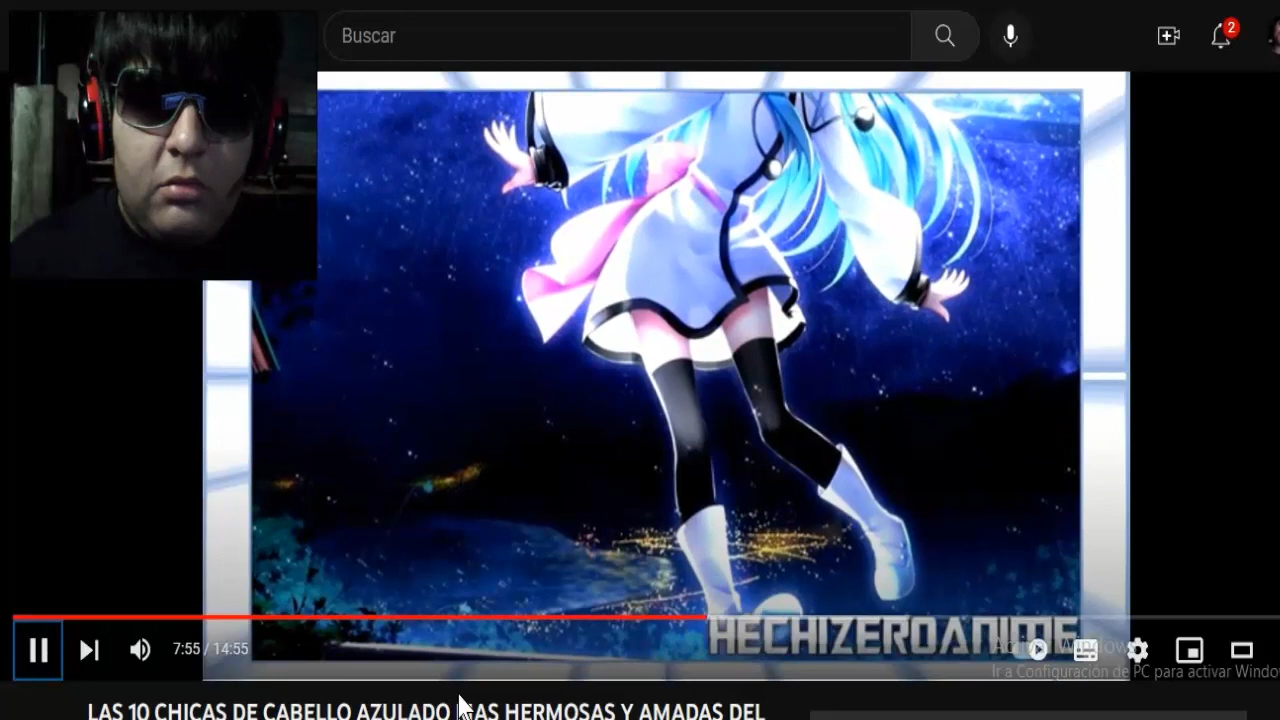 Buscar
2
HECHIZEROANIME
7:55 / 14:55
Ir a Configuración de PC para activar Windo
LAS 10 CHICAS DE CABELLO AZULADO HERMOSAS Y AMADAS DEL